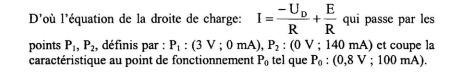 D'où l'équation de la droite de charge: I = −U_D/R + E/R qui passe par les
points P₁, P₂, définis par : P₁ : (3 V ; 0 mA), P₂ : (0 V ; 140 mA) et coupe la
caractéristique au point de fonctionnement P₀ tel que P₀ : (0,8 V ; 100 mA).